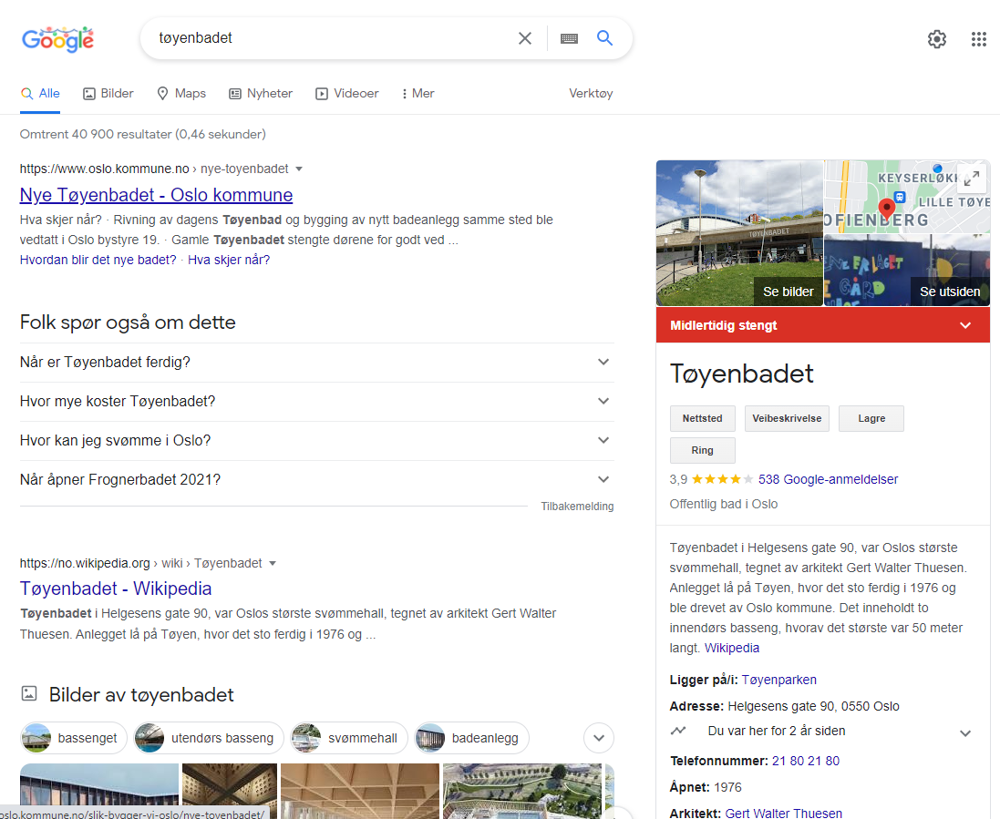 Google
tøyenbadet
Alle
Bilder
Maps
Nyheter
Videoer
Mer
Verktøy
Omtrent 40 900 resultater (0,46 sekunder)
https://www.oslo.kommune.no › nye-toyenbadet
Nye Tøyenbadet - Oslo kommune
Hva skjer når? · Rivning av dagens Tøyenbad og bygging av nytt badeanlegg samme sted ble
vedtatt i Oslo bystyre 19. · Gamle Tøyenbadet stengte dørene for godt ved ...
Hvordan blir det nye badet? · Hva skjer når?
Folk spør også om dette
Når er Tøyenbadet ferdig?
Hvor mye koster Tøyenbadet?
Hvor kan jeg svømme i Oslo?
Når åpner Frognerbadet 2021?
Tilbakemelding
https://no.wikipedia.org › wiki › Tøyenbadet
Tøyenbadet - Wikipedia
Tøyenbadet i Helgesens gate 90, var Oslos største svømmehall, tegnet av arkitekt Gert Walter
Thuesen. Anlegget lå på Tøyen, hvor det sto ferdig i 1976 og ...
Bilder av tøyenbadet
bassenget
utendørs basseng
svømmehall
badeanlegg
oslo.kommune.no/slik-bygger-vi-oslo/nye-toyenbadet/
TØYENBADET
Se bilder
KEYSERLØKK
LILLE TØYE
OFIENBERG
Se utsiden
Midlertidig stengt
Tøyenbadet
Nettsted
Veibeskrivelse
Lagre
Ring
3,9 538 Google-anmeldelser
Offentlig bad i Oslo
Tøyenbadet i Helgesens gate 90, var Oslos største
svømmehall, tegnet av arkitekt Gert Walter Thuesen.
Anlegget lå på Tøyen, hvor det sto ferdig i 1976 og
ble drevet av Oslo kommune. Det inneholdt to
innendørs basseng, hvorav det største var 50 meter
langt. Wikipedia
Ligger på/i: Tøyenparken
Adresse: Helgesens gate 90, 0550 Oslo
Du var her for 2 år siden
Telefonnummer: 21 80 21 80
Åpnet: 1976
Arkitekt: Gert Walter Thuesen